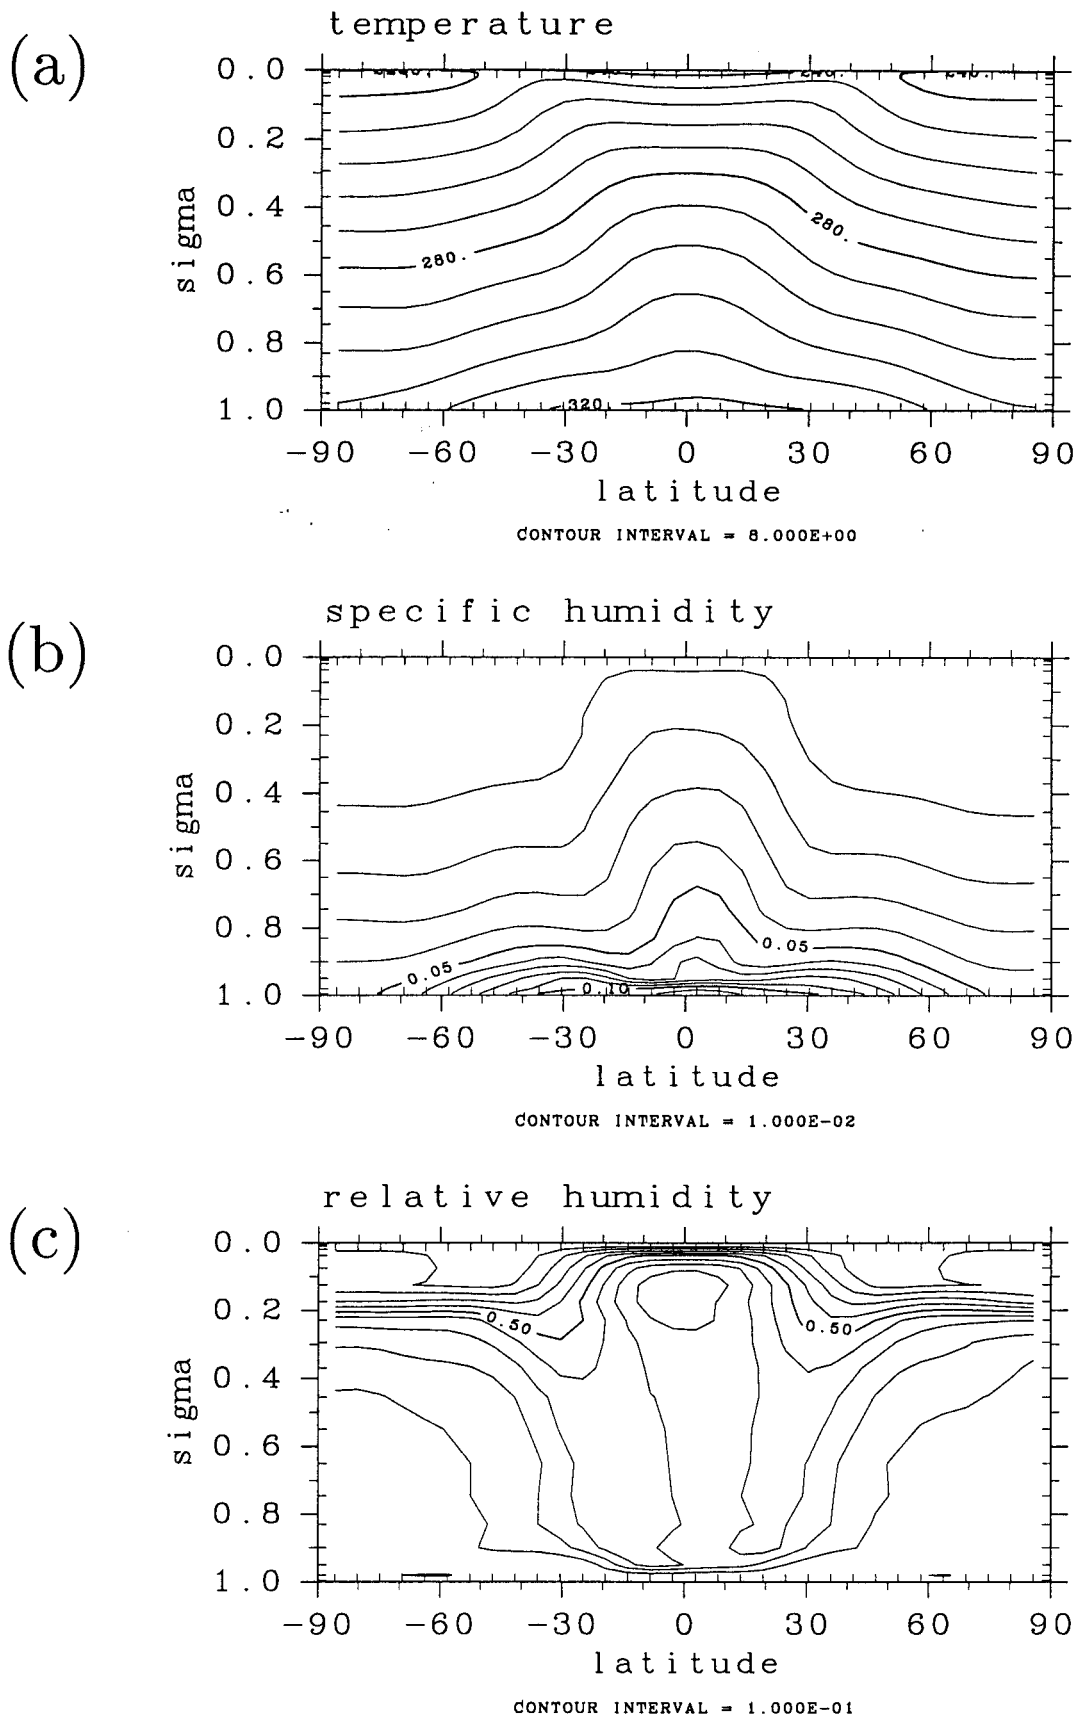 (a)
temperature
0.0
0.2
0.4
0.6
0.8
1.0
sigma
240.
280.
280.
320
-90 -60 -30 0 30 60 90
latitude
CONTOUR INTERVAL = 8.000E+00
(b)
specific humidity
0.0
0.2
0.4
0.6
0.8
1.0
sigma
0.05
0.05
0.10
-90 -60 -30 0 30 60 90
latitude
CONTOUR INTERVAL = 1.000E-02
(c)
relative humidity
0.0
0.2
0.4
0.6
0.8
1.0
sigma
0.50
0.50
-90 -60 -30 0 30 60 90
latitude
CONTOUR INTERVAL = 1.000E-01